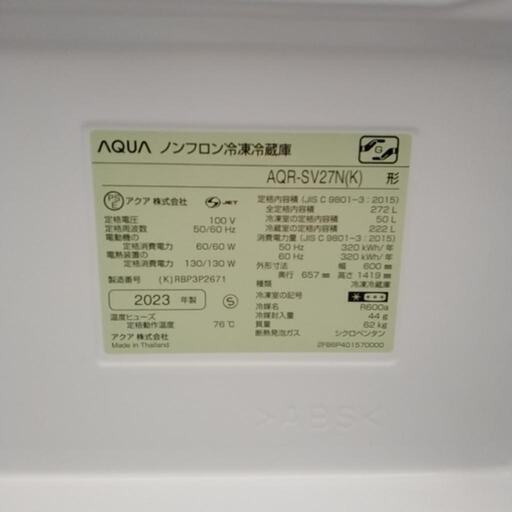 AQUA ノンフロン冷凍冷蔵庫
G
AQR-SV27N(K) 形
PS E アクア 株式会社 S JET
定格電圧 100 V
定格周波数 50/60 Hz
電動機の
定格消費電力 60/60 W
電熱装置の
定格消費電力 130/130 W
製造番号 (K)RBP3P2671
2023 年製 S
温度ヒューズ
定格動作温度 76℃
アクア 株式会社
Made in Thailand
定格内容積 (JIS C 9801-3 : 2015)
全定格内容積 272 L
冷凍室の定格内容積 50 L
冷蔵室の定格内容積 222 L
消費電力量 (JIS C 9801-3 : 2015)
50 Hz 320 kWh/年
60 Hz 320 kWh/年
外形寸法 幅 600 mm
奥行 657 mm 高さ 1419 mm
種類 冷凍冷蔵庫
冷凍室の記号
冷媒名 R600a
冷媒封入量 44 g
質量 62 kg
断熱発泡ガス シクロペンタン
2FB6P401570000
>ABS<